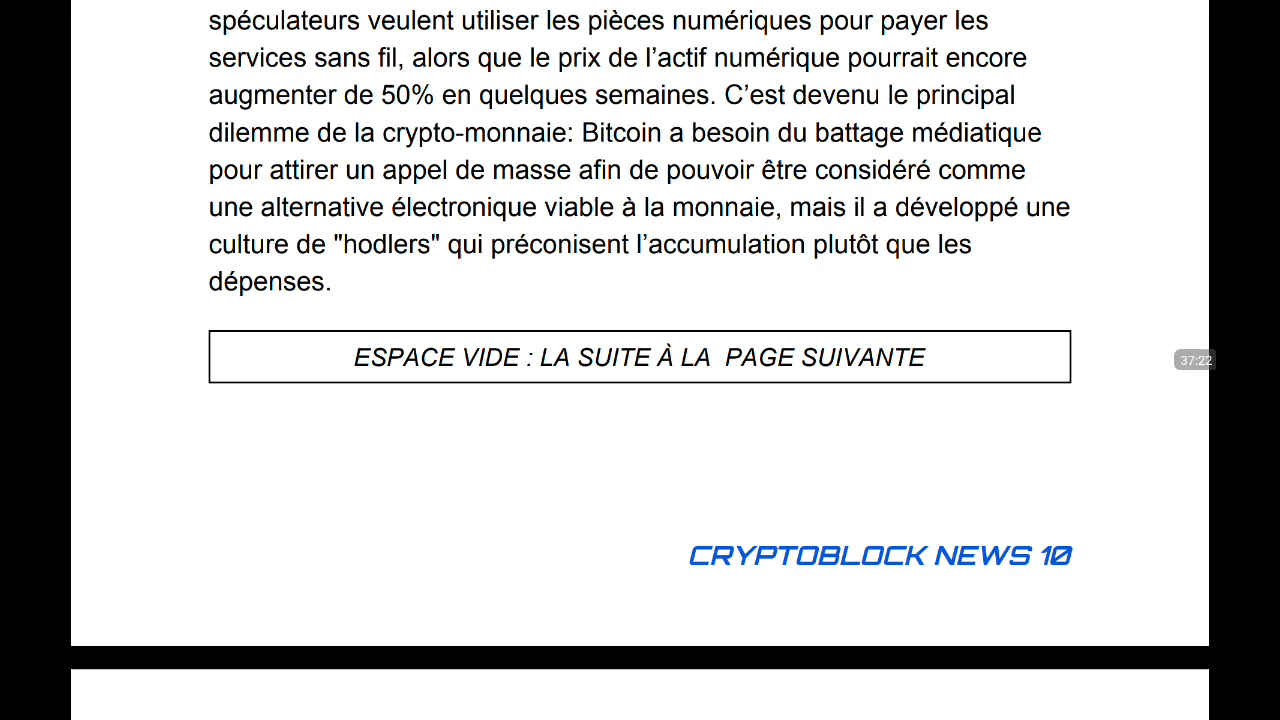 spéculateurs veulent utiliser les pièces numériques pour payer les
services sans fil, alors que le prix de l’actif numérique pourrait encore
augmenter de 50% en quelques semaines. C’est devenu le principal
dilemme de la crypto-monnaie: Bitcoin a besoin du battage médiatique
pour attirer un appel de masse afin de pouvoir être considéré comme
une alternative électronique viable à la monnaie, mais il a développé une
culture de "hodlers" qui préconisent l’accumulation plutôt que les
dépenses.
ESPACE VIDE : LA SUITE À LA  PAGE SUIVANTE
37:22
CRYPTOBLOCK NEWS 10